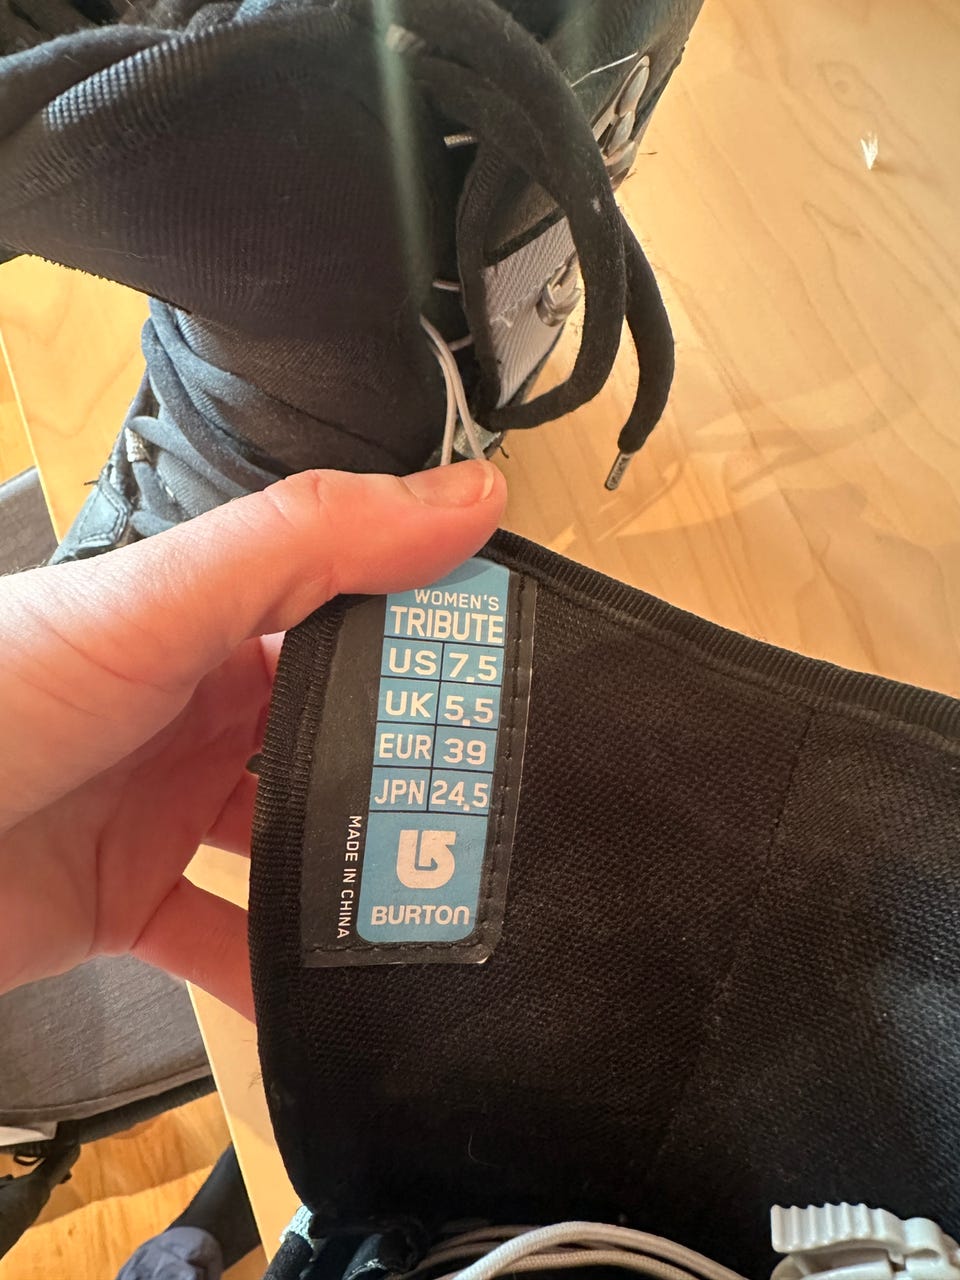 WOMEN'S
TRIBUTE
US 7.5
UK 5.5
EUR 39
JPN 24.5
BURTON
MADE IN CHINA